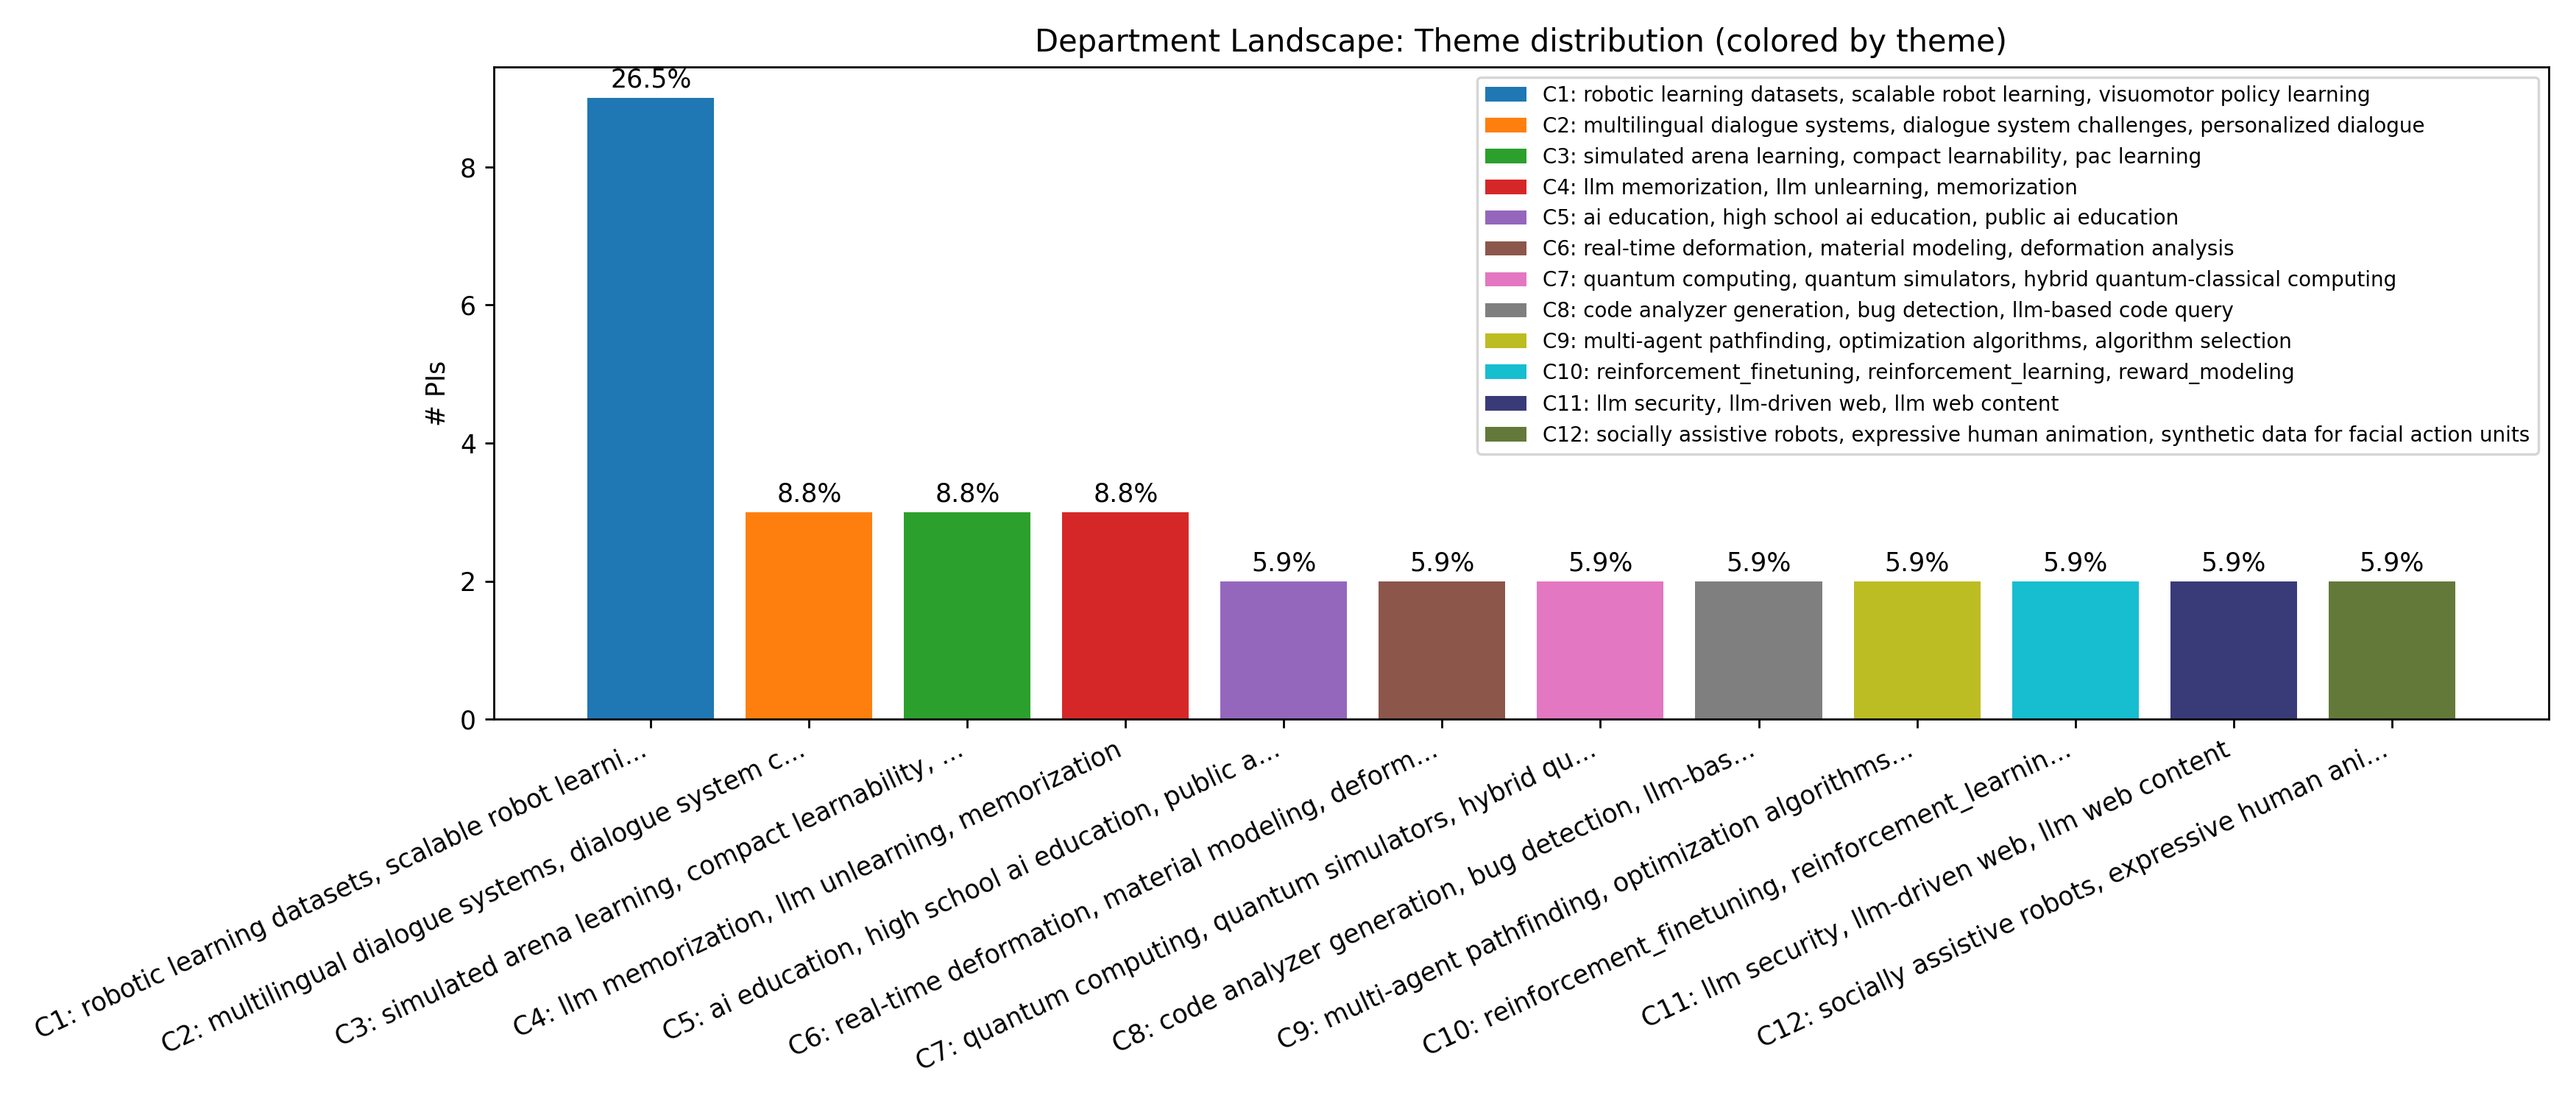 Department Landscape: Theme distribution (colored by theme)
26.5%
8.8%
8.8%
8.8%
5.9%
5.9%
5.9%
5.9%
5.9%
5.9%
5.9%
5.9%
C1: robotic learning datasets, scalable robot learning, visuomotor policy learning
C2: multilingual dialogue systems, dialogue system challenges, personalized dialogue
C3: simulated arena learning, compact learnability, pac learning
C4: llm memorization, llm unlearning, memorization
C5: ai education, high school ai education, public ai education
C6: real-time deformation, material modeling, deformation analysis
C7: quantum computing, quantum simulators, hybrid quantum-classical computing
C8: code analyzer generation, bug detection, llm-based code query
C9: multi-agent pathfinding, optimization algorithms, algorithm selection
C10: reinforcement_finetuning, reinforcement_learning, reward_modeling
C11: llm security, llm-driven web, llm web content
C12: socially assistive robots, expressive human animation, synthetic data for facial action units
# PIs
8
6
4
2
0
C1: robotic learning datasets, scalable robot learni...
C2: multilingual dialogue systems, dialogue system c...
C3: simulated arena learning, compact learnability, ...
C4: llm memorization, llm unlearning, memorization
C5: ai education, high school ai education, public a...
C6: real-time deformation, material modeling, deform...
C7: quantum computing, quantum simulators, hybrid qu...
C8: code analyzer generation, bug detection, llm-bas...
C9: multi-agent pathfinding, optimization algorithms...
C10: reinforcement_finetuning, reinforcement_learnin...
C11: llm security, llm-driven web, llm web content
C12: socially assistive robots, expressive human ani...